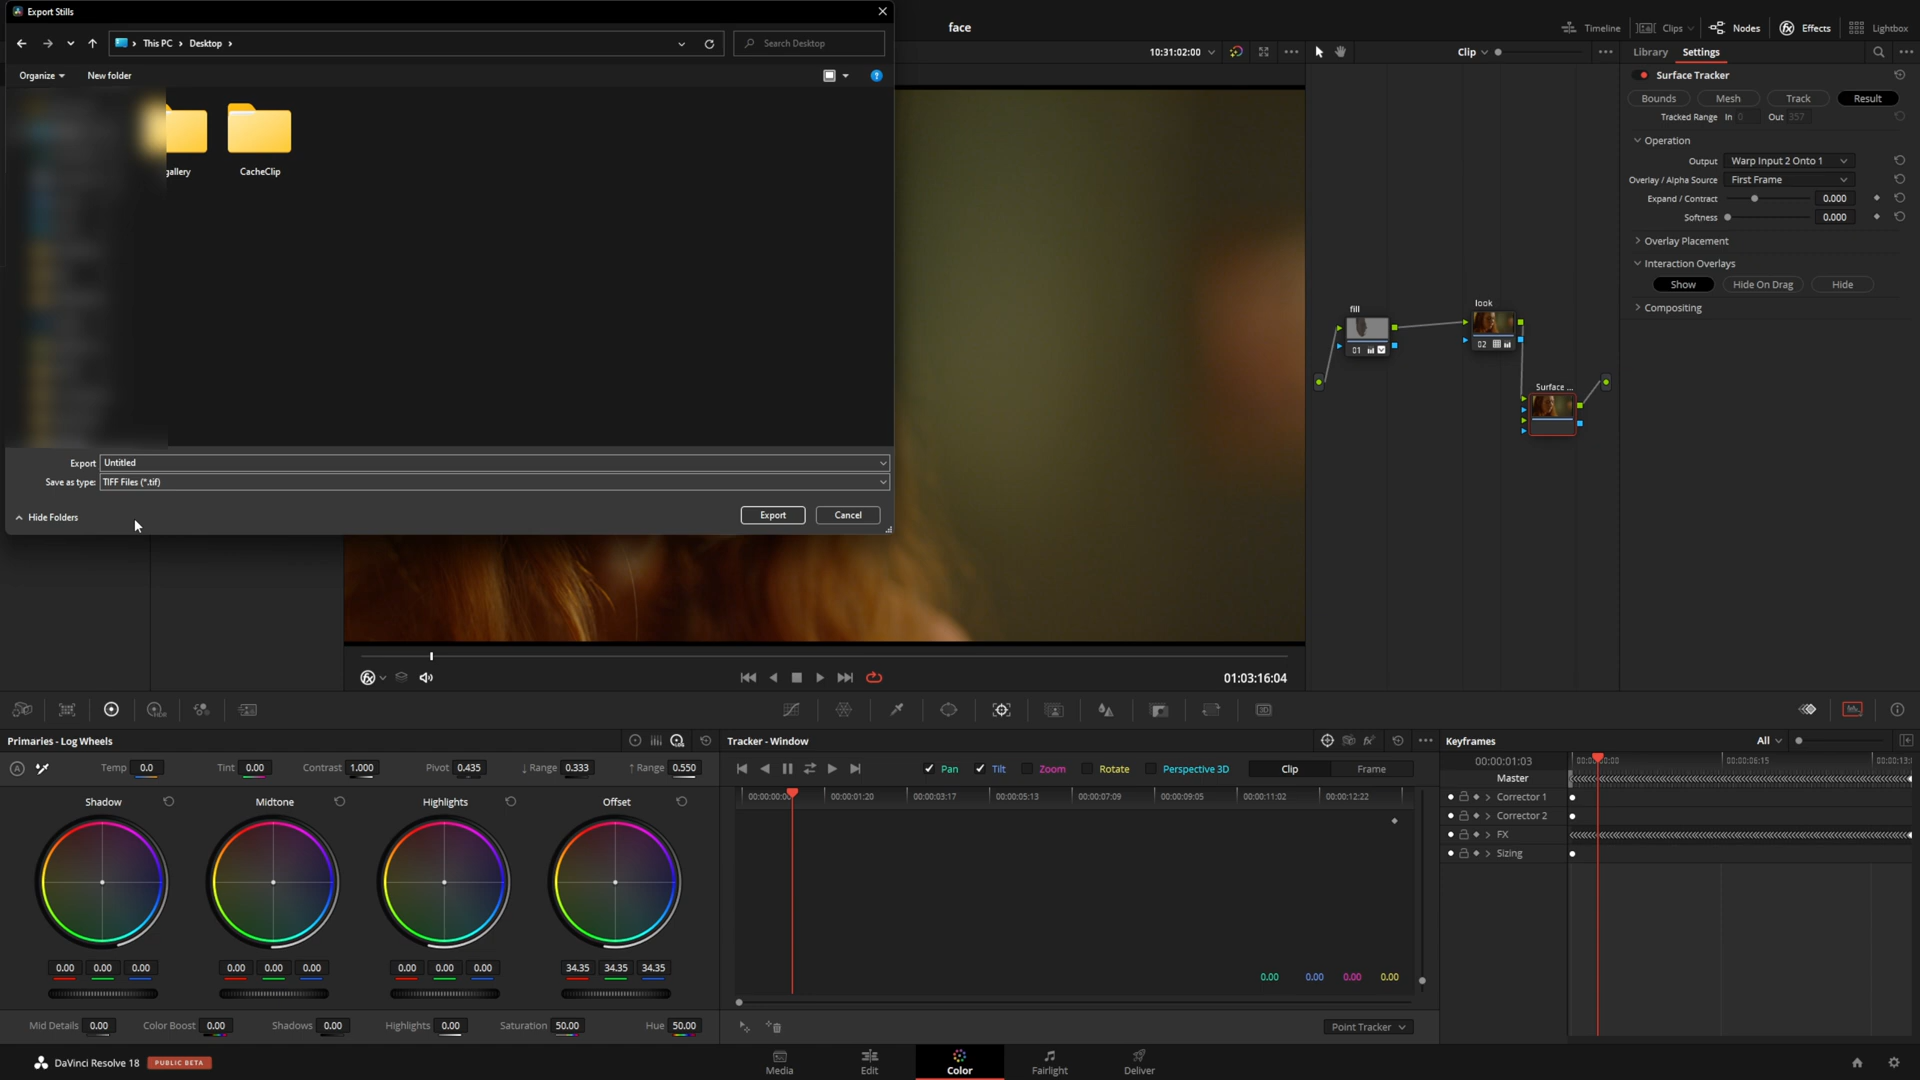 Export Stills
This PC
Desktop
Search Desktop
Organize
New folder
gallery
CacheClip
Export
Untitled
Save as type:
TIFF Files (*.tif)
Hide Folders
Export
Cancel
face
10:31:02:00
Clip
Timeline
Clips
Nodes
Effects
Lightbox
Library
Settings
Surface Tracker
Bounds
Mesh
Track
Result
Tracked Range In 0 Out 357
Operation
Output
Warp Input 2 Onto 1
Overlay / Alpha Source
First Frame
Expand / Contract
0.000
Softness
0.000
Overlay Placement
Interaction Overlays
Show
Hide On Drag
Hide
Compositing
fill
01
look
02
Surface ...
01:03:16:04
Primaries - Log Wheels
Temp 0.0
Tint 0.00
Contrast 1.000
Pivot 0.435
↓ Range 0.333
↑ Range 0.550
Shadow
Midtone
Highlights
Offset
0.00 0.00 0.00
0.00 0.00 0.00
0.00 0.00 0.00
34.35 34.35 34.35
Mid Details 0.00
Color Boost 0.00
Shadows 0.00
Highlights 0.00
Saturation 50.00
Hue 50.00
Tracker - Window
Pan
Tilt
Zoom
Rotate
Perspective 3D
Clip
Frame
00:00:01:20
00:00:03:17
00:00:05:13
00:00:07:09
00:00:09:05
00:00:11:02
00:00:12:22
0.00 0.00 0.00 0.00
Point Tracker
Keyframes
All
00:00:01:03
00:00:06:15
Master
Corrector 1
Corrector 2
FX
Sizing
DaVinci Resolve 18
PUBLIC BETA
Media
Edit
Color
Fairlight
Deliver